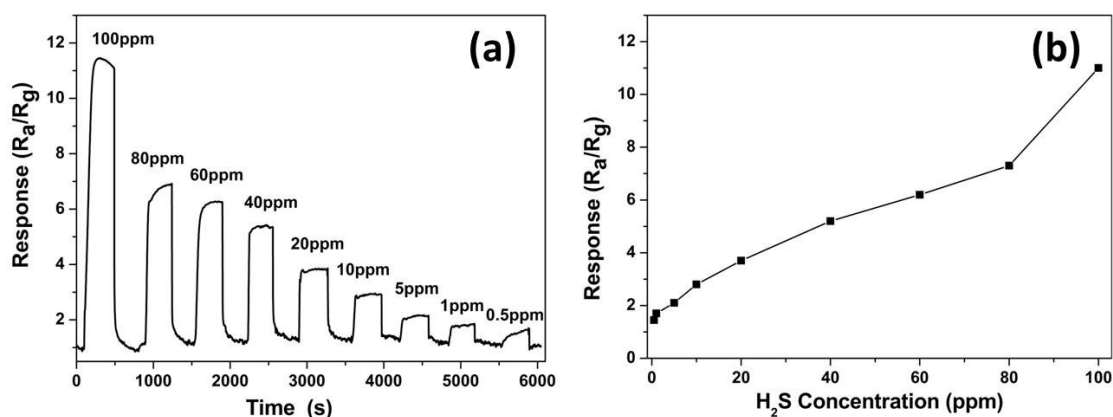 (a)
100ppm
80ppm
60ppm
40ppm
20ppm
10ppm
5ppm
1ppm
0.5ppm
12
10
8
6
4
2
Response (Ra/Rg)
0 1000 2000 3000 4000 5000 6000
Time (s)
(b)
12
10
8
6
4
2
0
Response (Ra/Rg)
0 20 40 60 80 100
H2S Concentration (ppm)